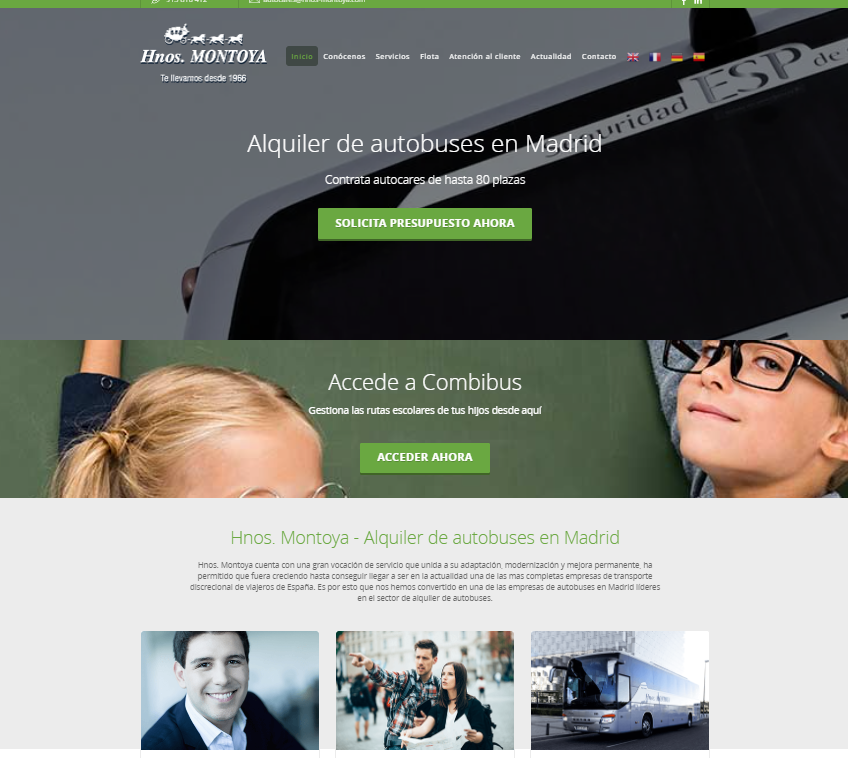 Hnos. MONTOYA
Te llevamos desde 1966
Inicio Conócenos Servicios Flota Atención al cliente Actualidad Contacto
ESP
Alquiler de autobuses en Madrid
Contrata autocares de hasta 80 plazas
SOLICITA PRESUPUESTO AHORA
Accede a Combibus
Gestiona las rutas escolares de tus hijos desde aquí
ACCEDER AHORA
Hnos. Montoya - Alquiler de autobuses en Madrid
Hnos. Montoya cuenta con una gran vocación de servicio que unida a su adaptación, modernización y mejora permanente, ha
permitido que fuera creciendo hasta conseguir llegar a ser en la actualidad una de las mas completas empresas de transporte
discrecional de viajeros de España. Es por esto que nos hemos convertido en una de las empresas de autobuses en Madrid líderes
en el sector de alquiler de autobuses.